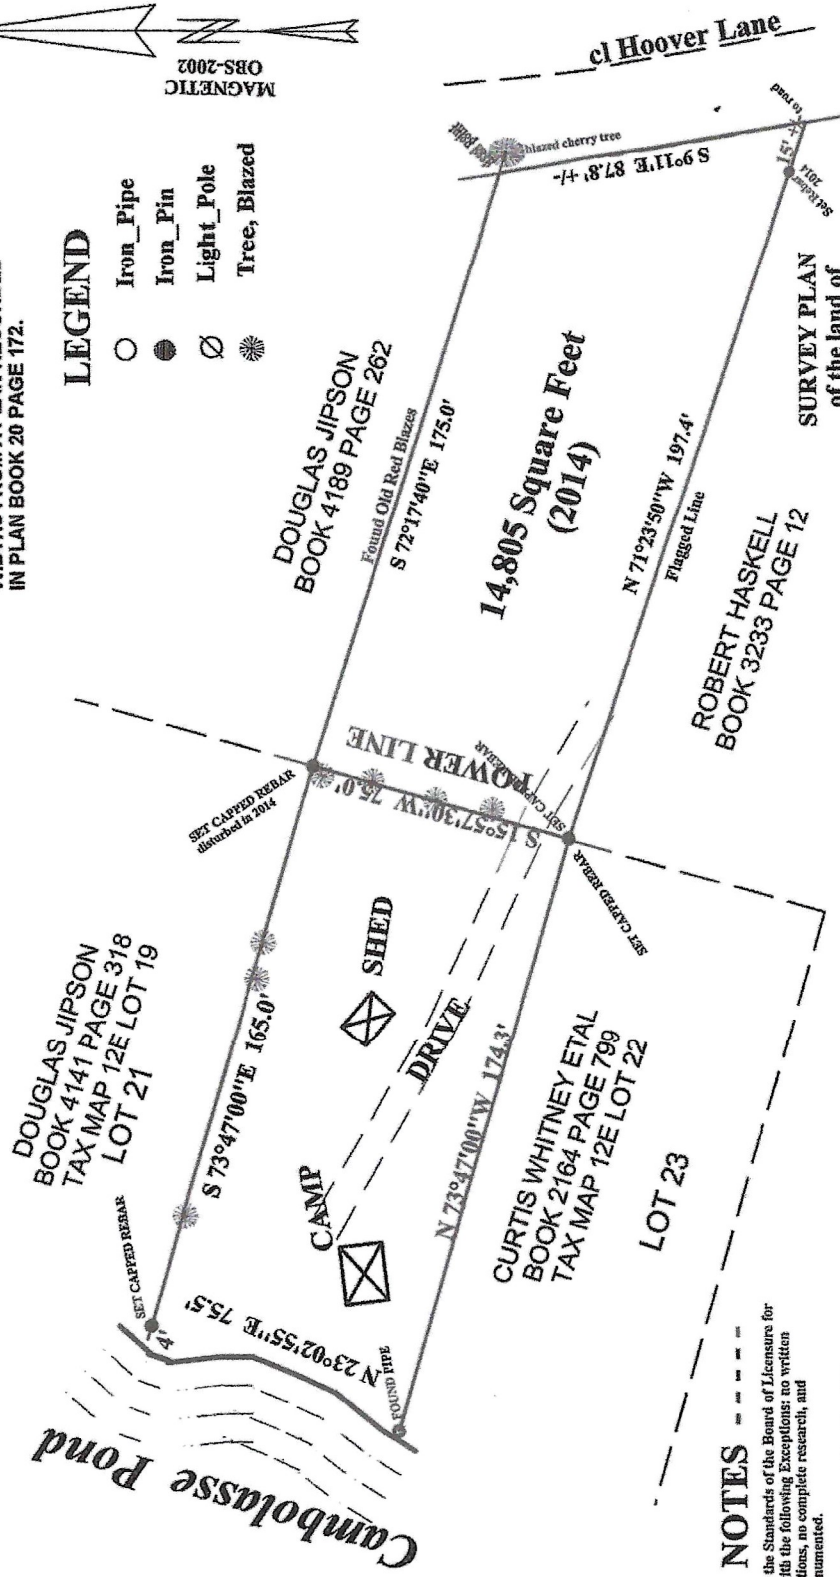 MAGNETIC
OBS-2002
cl Hoover Lane
IN PLAN BOOK 20 PAGE 172.
LEGEND
Iron_Pipe
Iron_Pin
Light_Pole
Tree, Blazed
blazed cherry tree
S 9°11'E 87.8' +/-
15' +/-
to road
Set Rebar
2014
DOUGLAS JIPSON
BOOK 4189 PAGE 262
Found Old Red Blazes
S 72°17'40"E 175.0'
14,805 Square Feet
(2014)
N 71°23'50"W 197.4'
Flagged Line
ROBERT HASKELL
BOOK 3233 PAGE 12
SURVEY PLAN
of the land of
SET CAPPED REBAR
disturbed in 2014
POWER LINE
S 15°57'30"W 75.0'
SET CAPPED REBAR
SET CAPPED REBAR
DOUGLAS JIPSON
BOOK 4141 PAGE 318
TAX MAP 12E LOT 19
LOT 21
S 73°47'00"E 165.0'
SHED
DRIVE
CAMP
N 73°47'00"W 174.3'
CURTIS WHITNEY ETAL
BOOK 2164 PAGE 799
TAX MAP 12E LOT 22
LOT 23
SET CAPPED REBAR
4'
N 23°02'55"E 75.5'
FOUND PIPE
Cambolasse Pond
NOTES
the Standards of the Board of Licensure for
ith the following Exceptions: no written
tions, no complete research, and
numented.